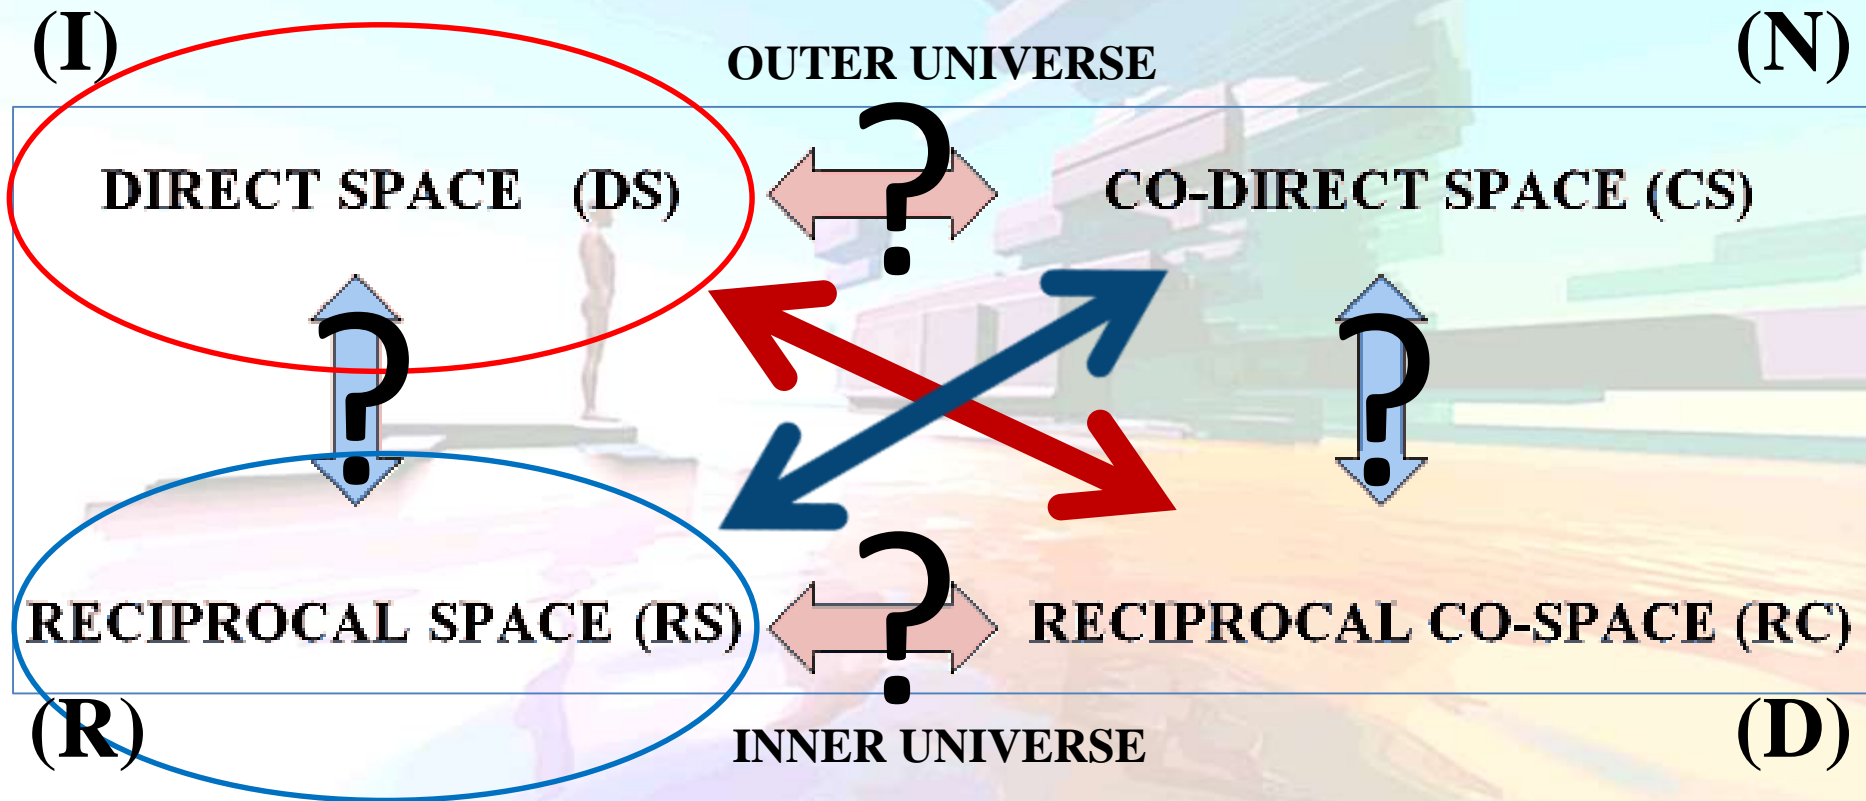 (I)
OUTER UNIVERSE
(N)
?
DIRECT SPACE (DS)
CO-DIRECT SPACE (CS)
?
?
?
RECIPROCAL SPACE (RS)
RECIPROCAL CO-SPACE (RC)
(R)
INNER UNIVERSE
(D)